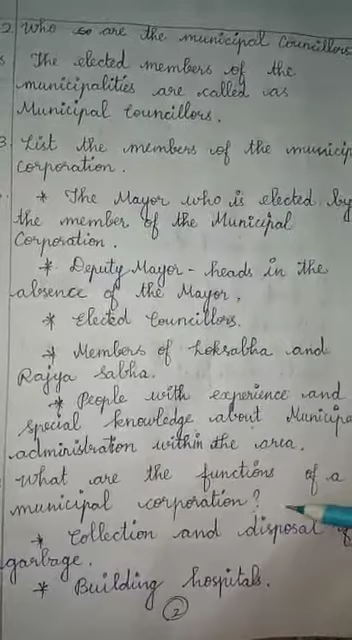 2. Who are the municipal Councillors
s The elected members of the
municipalities are called as
Municipal Councillors.
3. List the members of the municip
Corporation.
* The Mayor who is elected by
the member of the Municipal
Corporation.
* Deputy Mayor - heads in the
absence of the Mayor,
* Elected Councillors.
* Members of Loksabha and
Rajya Sabha.
* People with experience and
special knowledge about Municipa
administration within the area.
What are the functions of a
municipal corporation?
* Collection and disposal of
garbage.
* Building hospitals.
2